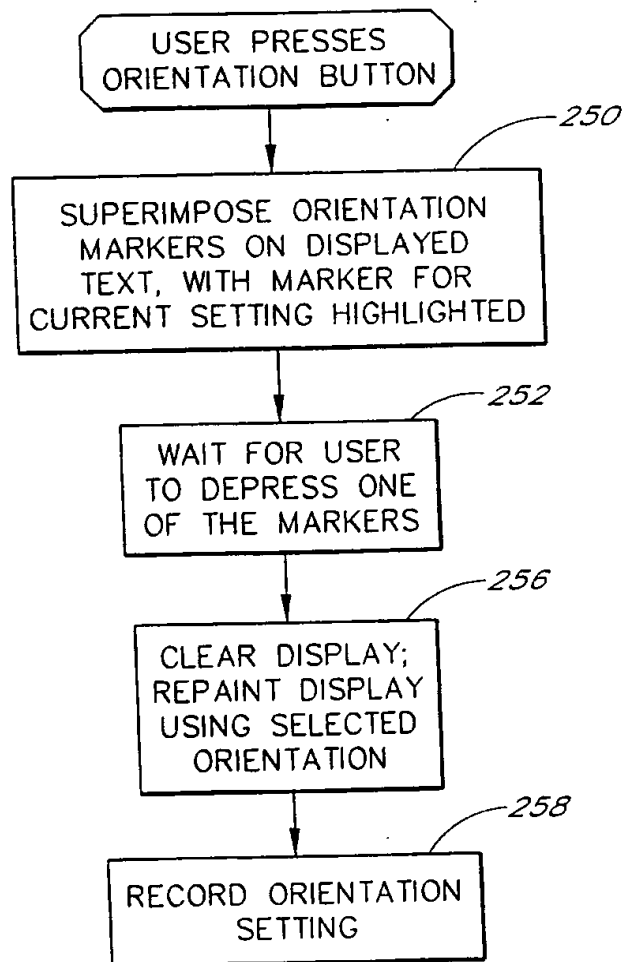 USER PRESSES
ORIENTATION BUTTON
250
SUPERIMPOSE ORIENTATION
MARKERS ON DISPLAYED
TEXT, WITH MARKER FOR
CURRENT SETTING HIGHLIGHTED
252
WAIT FOR USER
TO DEPRESS ONE
OF THE MARKERS
256
CLEAR DISPLAY;
REPAINT DISPLAY
USING SELECTED
ORIENTATION
258
RECORD ORIENTATION
SETTING